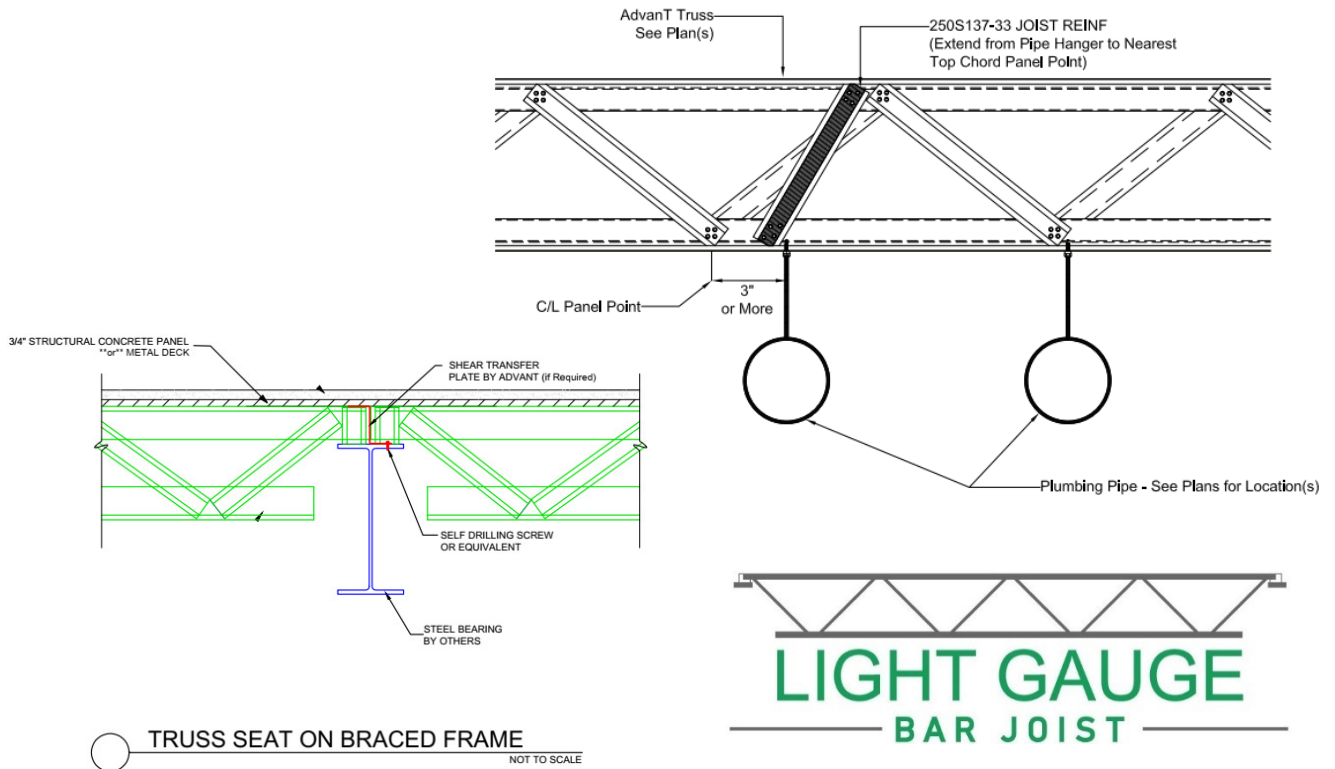 AdvanT Truss
See Plan(s)
250S137-33 JOIST REINF
(Extend from Pipe Hanger to Nearest
Top Chord Panel Point)
C/L Panel Point
3"
or More
Plumbing Pipe - See Plans for Location(s)
3/4" STRUCTURAL CONCRETE PANEL
**or** METAL DECK
SHEAR TRANSFER
PLATE BY ADVANT (if Required)
SELF DRILLING SCREW
OR EQUIVALENT
STEEL BEARING
BY OTHERS
TRUSS SEAT ON BRACED FRAME
NOT TO SCALE
LIGHT GAUGE
BAR JOIST